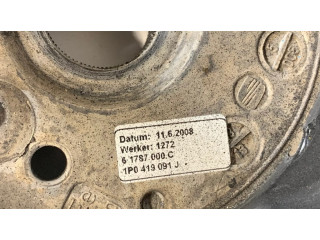 Datum: 11.6.2008
Werker: 1272
6 1787.000.C
1P0 419 091 J